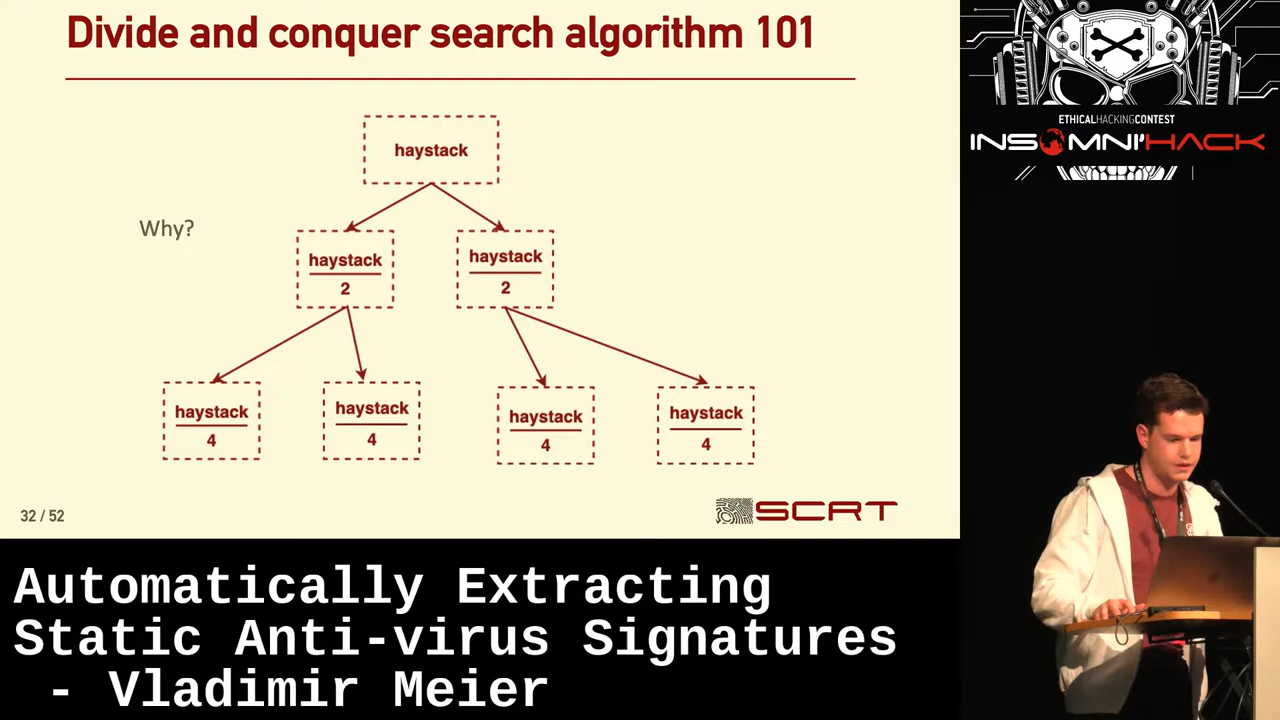 Divide and conquer search algorithm 101
haystack
Why?
haystack
2
haystack
2
haystack
4
haystack
4
haystack
4
haystack
4
32 / 52
SCRT
ETHICALHACKINGCONTEST
INSOMNI'HACK
Automatically Extracting
Static Anti-virus Signatures
- Vladimir Meier